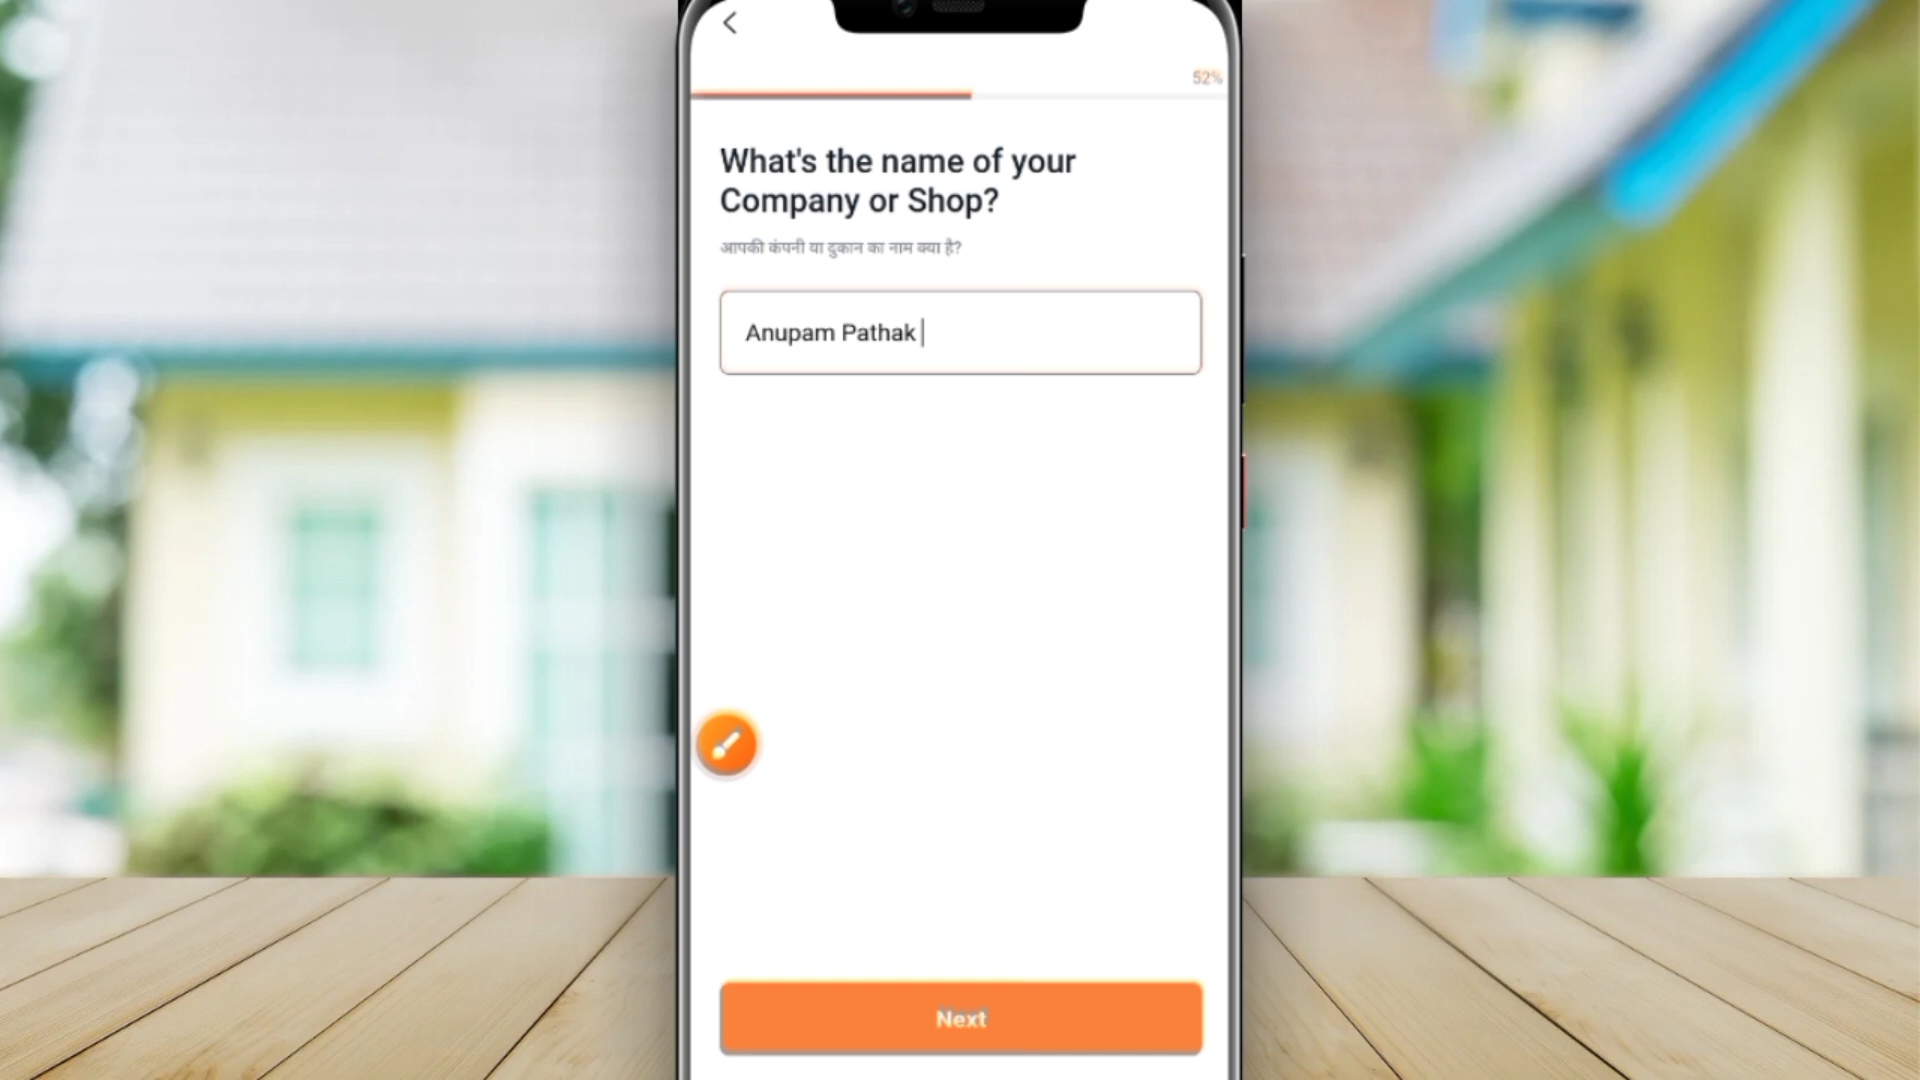 52%
What's the name of your
Company or Shop?
आपकी कंपनी या दुकान का नाम क्या है?
Anupam Pathak
Next